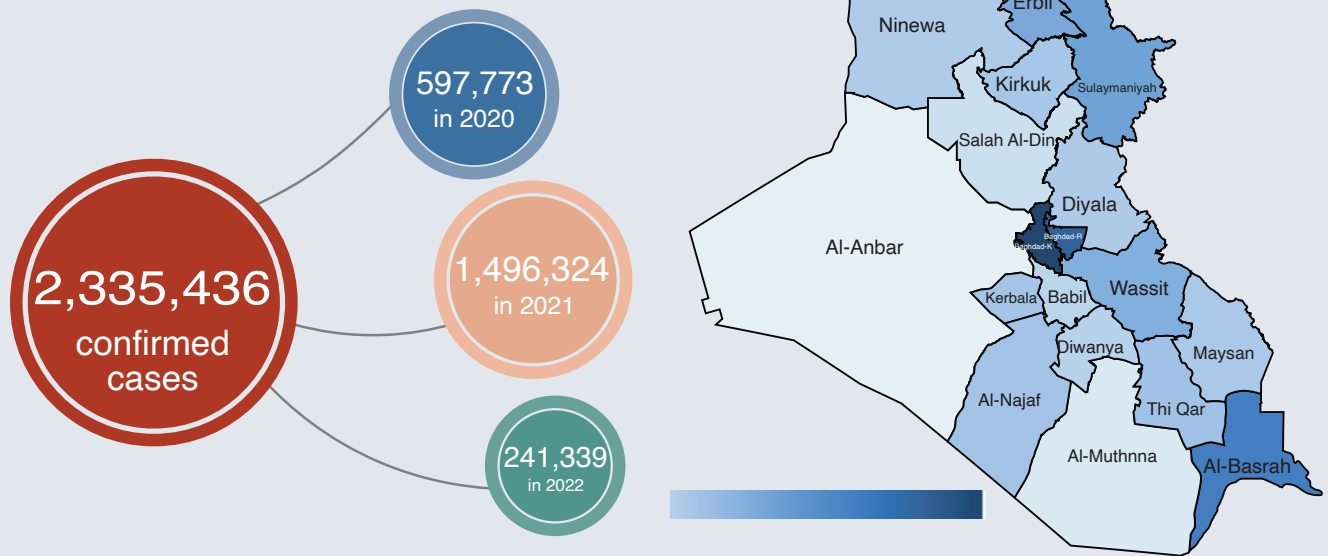 597,773
in 2020
2,335,436
confirmed
cases
1,496,324
in 2021
241,339
in 2022
Erbil
Ninewa
Kirkuk
Sulaymaniyah
Salah Al-Din
Diyala
Baghdad-R
Baghdad-K
Al-Anbar
Kerbala
Babil
Wassit
Diwanya
Maysan
Al-Najaf
Thi Qar
Al-Muthnna
Al-Basrah